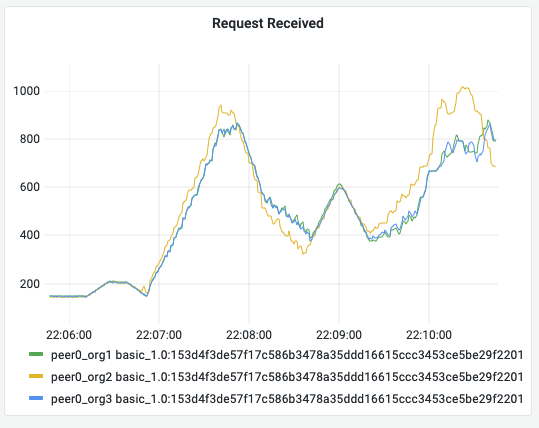 Request Received
1000
800
600
400
200
22:06:00 22:07:00 22:08:00 22:09:00 22:10:00
peer0_org1 basic_1.0:153d4f3de57f17c586b3478a35ddd16615ccc3453ce5be29f2201
peer0_org2 basic_1.0:153d4f3de57f17c586b3478a35ddd16615ccc3453ce5be29f2201
peer0_org3 basic_1.0:153d4f3de57f17c586b3478a35ddd16615ccc3453ce5be29f2201